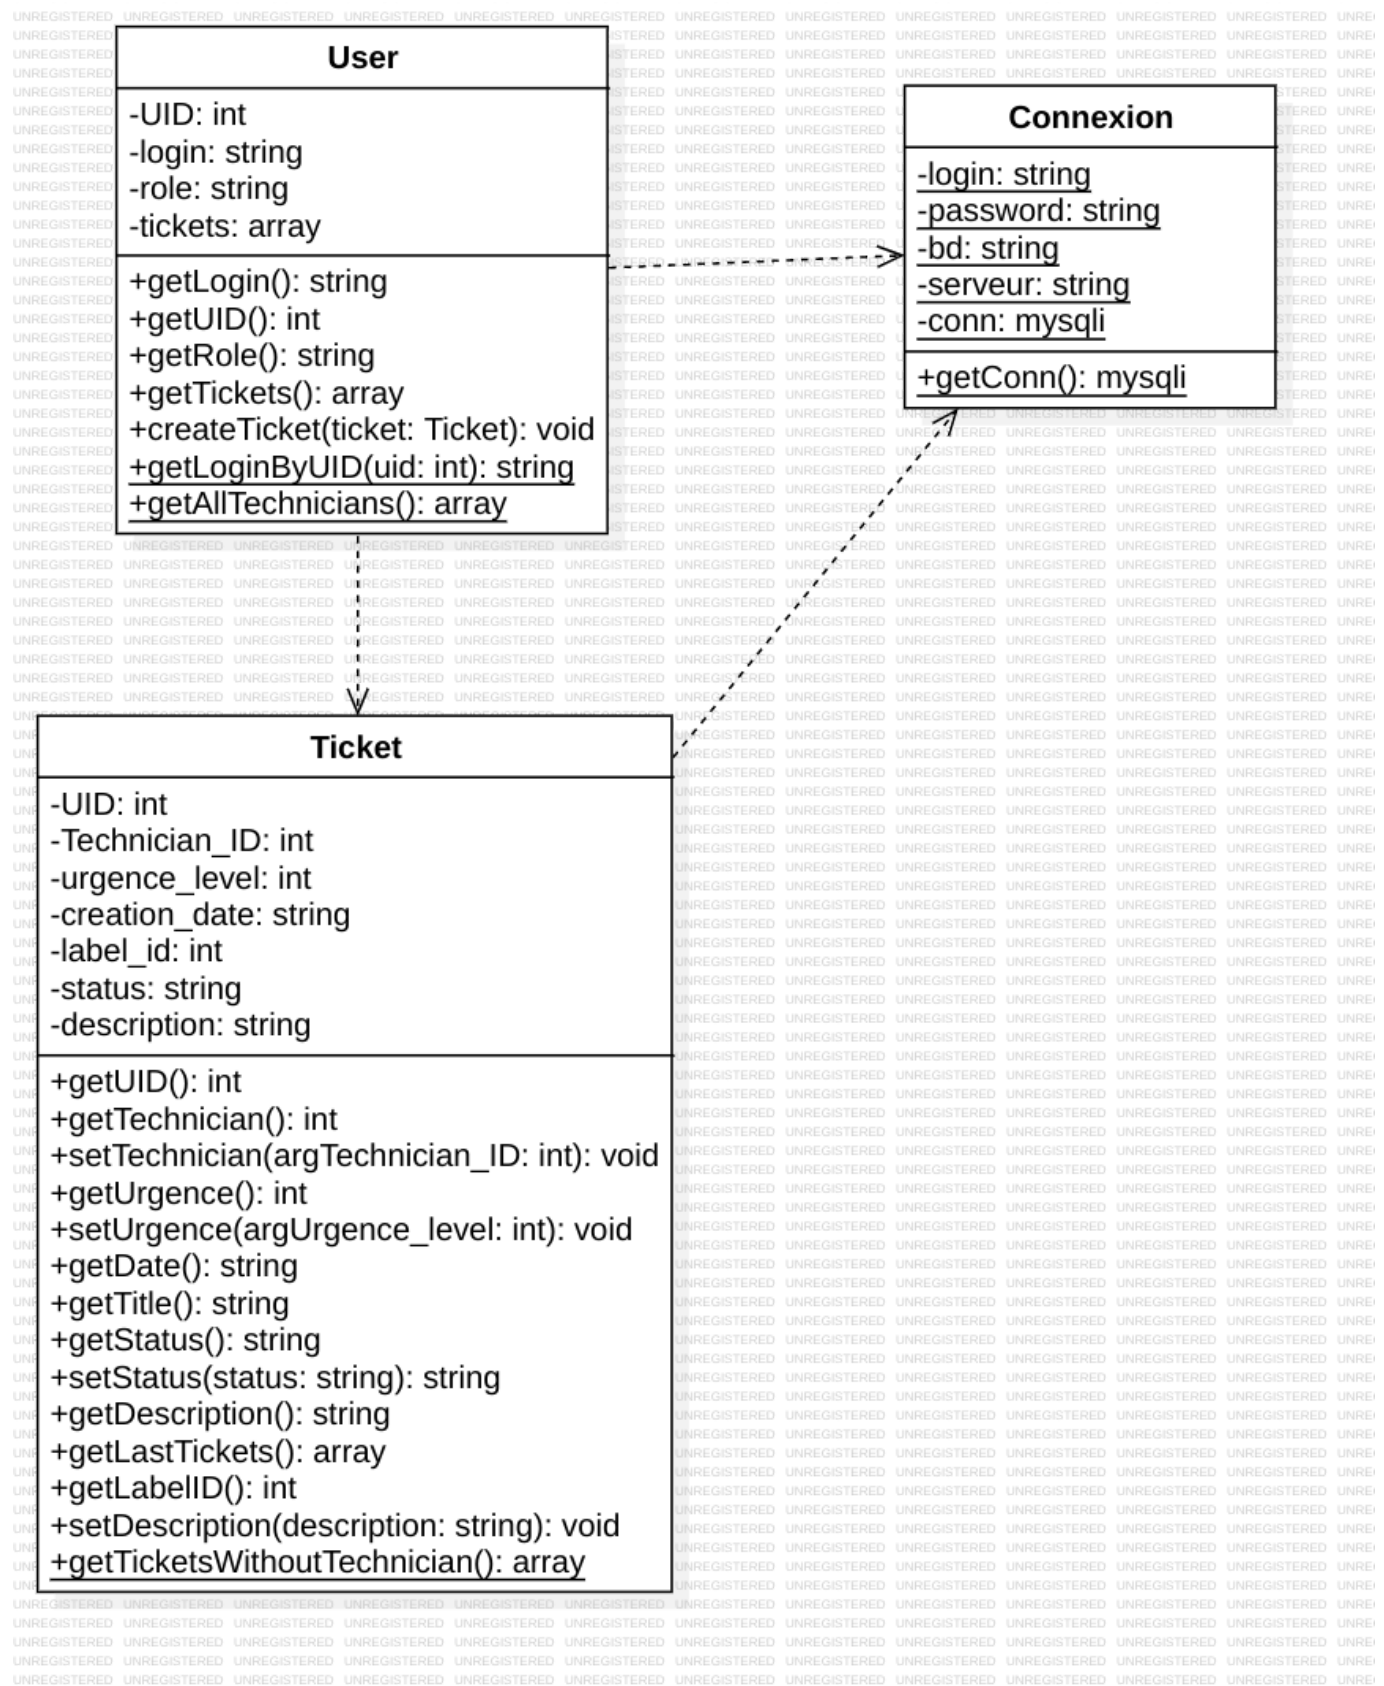 User
-UID: int
-login: string
-role: string
-tickets: array
+getLogin(): string
+getUID(): int
+getRole(): string
+getTickets(): array
+createTicket(ticket: Ticket): void
+getLoginByUID(uid: int): string
+getAllTechnicians(): array
Connexion
-login: string
-password: string
-bd: string
-serveur: string
-conn: mysqli
+getConn(): mysqli
Ticket
-UID: int
-Technician_ID: int
-urgence_level: int
-creation_date: string
-label_id: int
-status: string
-description: string
+getUID(): int
+getTechnician(): int
+setTechnician(argTechnician_ID: int): void
+getUrgence(): int
+setUrgence(argUrgence_level: int): void
+getDate(): string
+getTitle(): string
+getStatus(): string
+setStatus(status: string): string
+getDescription(): string
+getLastTickets(): array
+getLabelID(): int
+setDescription(description: string): void
+getTicketsWithoutTechnician(): array
UNREGISTERED